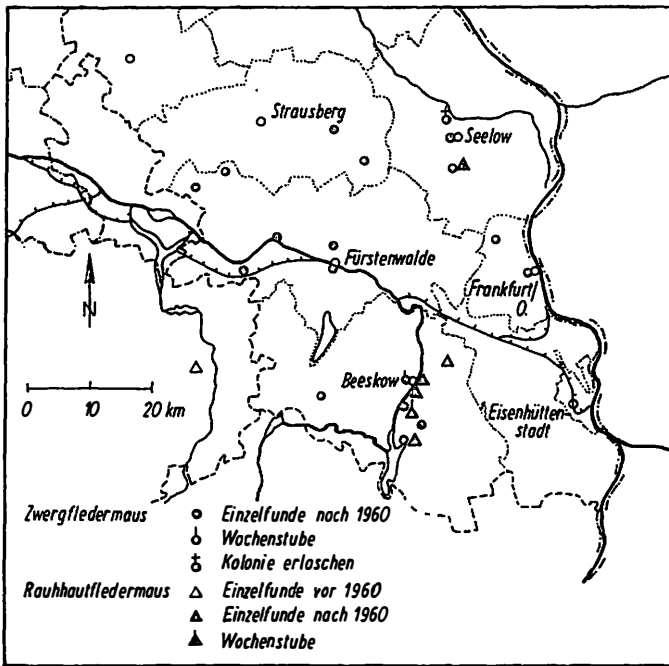 Strausberg
Seelow
Fürstenwalde
Frankfurt/
O.
N
Beeskow
Eisenhütten-
stadt
0 10 20 km
Zwergfledermaus Einzelfunde nach 1960
Wochenstube
Kolonie erloschen
Rauhhautfledermaus Einzelfunde vor 1960
Einzelfunde nach 1960
Wochenstube